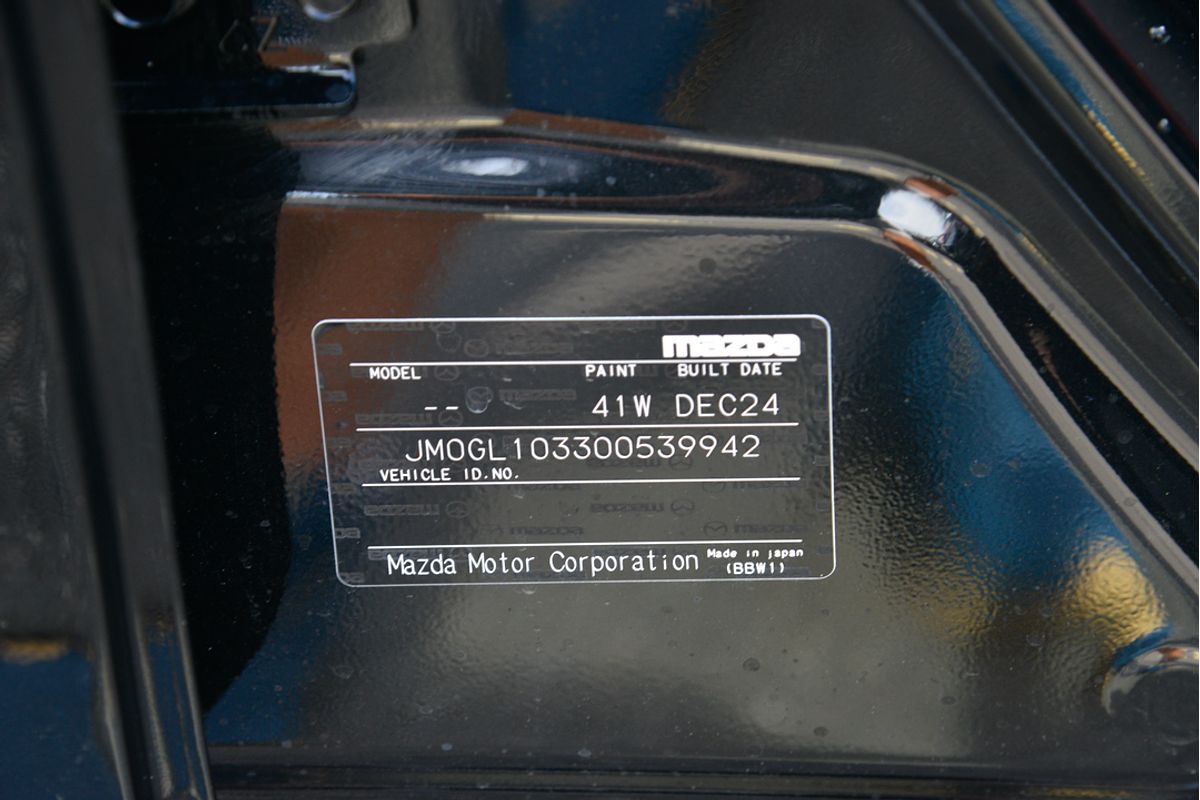 mazda
MODEL PAINT BUILT DATE
-- 41W DEC24
JM0GL103300539942
VEHICLE ID.NO.
Mazda Motor Corporation Made in japan
(BBW1)